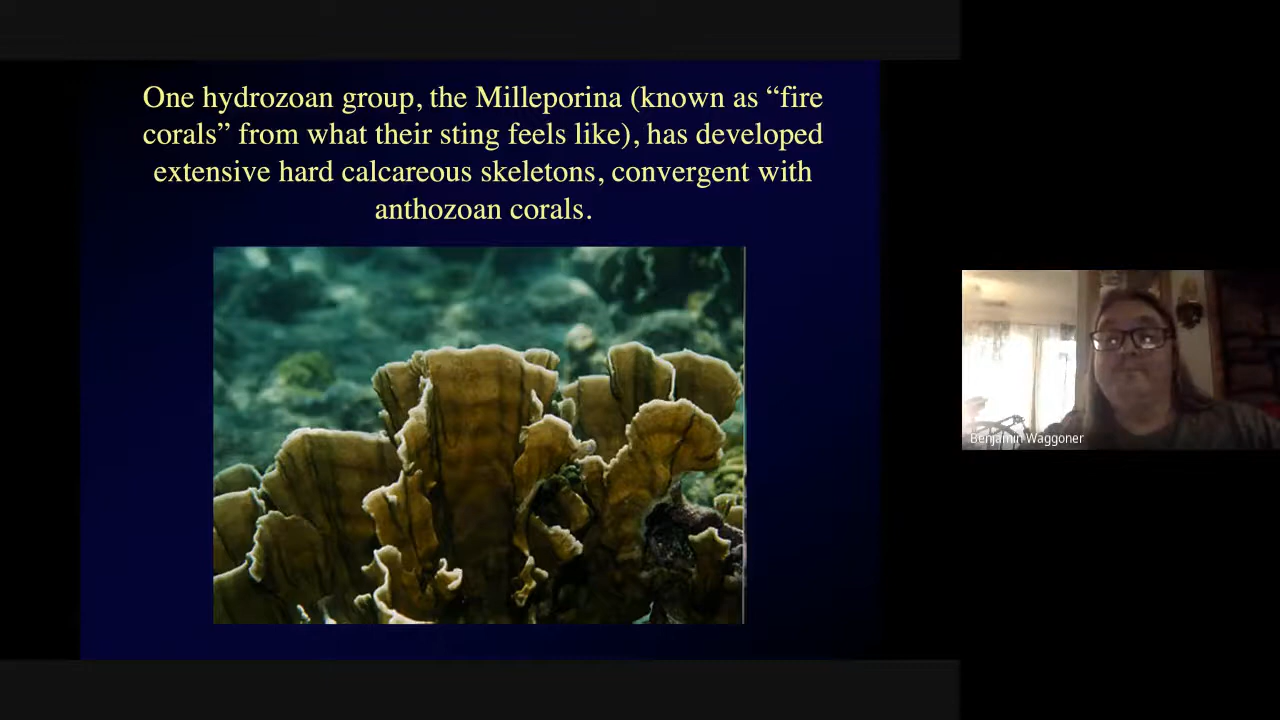 One hydrozoan group, the Milleporina (known as “fire
corals” from what their sting feels like), has developed
extensive hard calcareous skeletons, convergent with
anthozoan corals.
Benjamin Waggoner